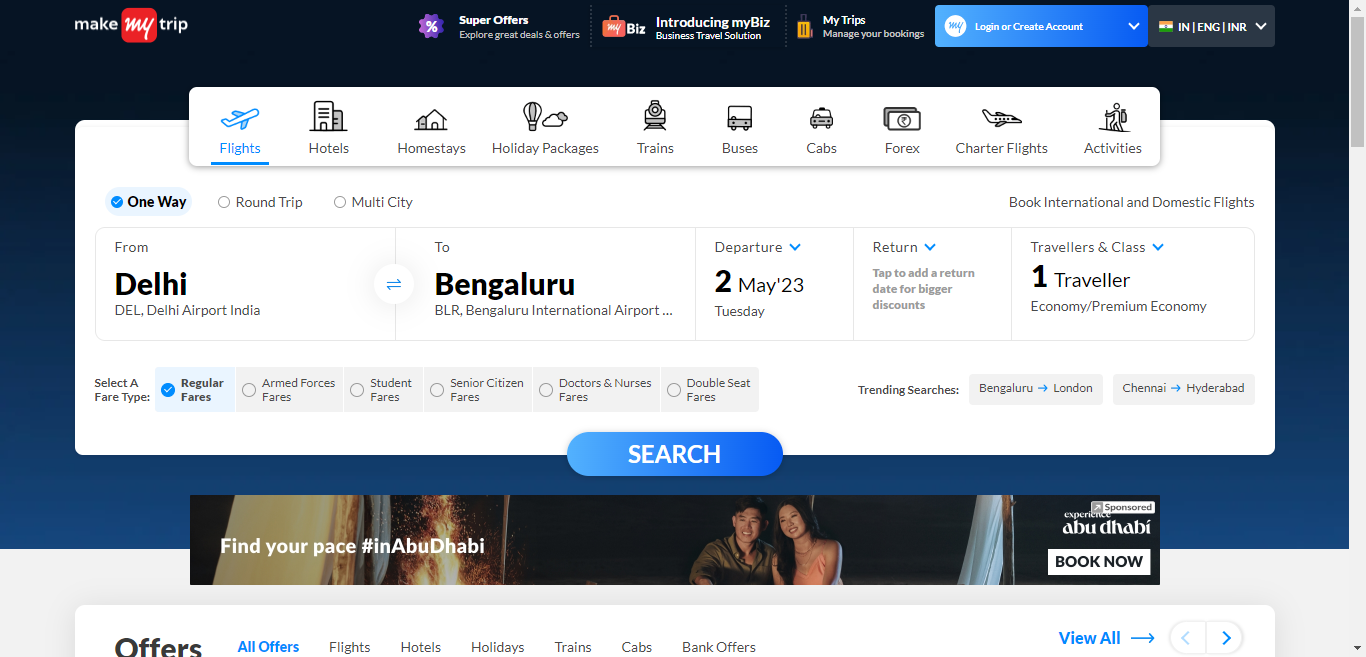 make my trip
%
Super Offers
Explore great deals & offers
my Biz
Introducing myBiz
Business Travel Solution
My Trips
Manage your bookings
my
Login or Create Account
IN | ENG | INR
Flights
Hotels
Homestays
Holiday Packages
Trains
Buses
Cabs
₹
Forex
Charter Flights
Activities
One Way
Round Trip
Multi City
Book International and Domestic Flights
From
Delhi
DEL, Delhi Airport India
To
Bengaluru
BLR, Bengaluru International Airport ...
Departure
2 May'23
Tuesday
Return
Tap to add a return
date for bigger
discounts
Travellers & Class
1 Traveller
Economy/Premium Economy
Select A
Fare Type:
Regular
Fares
Armed Forces
Fares
Student
Fares
Senior Citizen
Fares
Doctors & Nurses
Fares
Double Seat
Fares
Trending Searches:
Bengaluru → London
Chennai → Hyderabad
SEARCH
Find your pace #inAbuDhabi
Sponsored
experience
abu dhabi
BOOK NOW
Offers
All Offers
Flights
Hotels
Holidays
Trains
Cabs
Bank Offers
View All